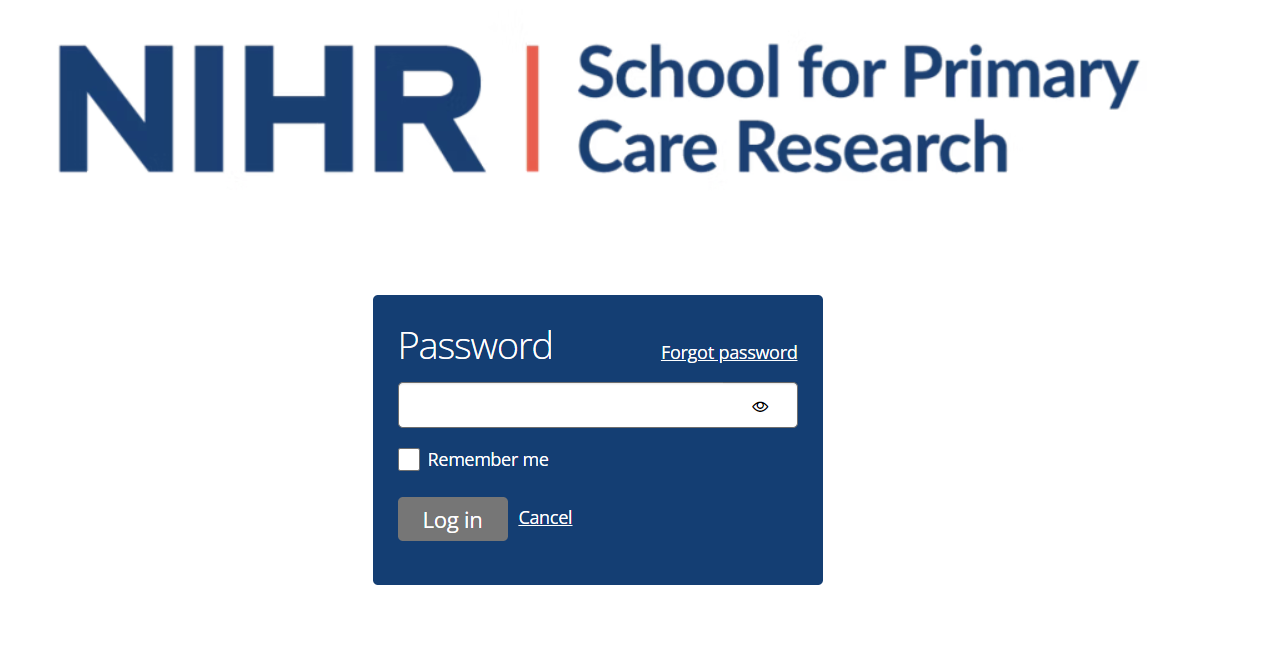 NIHR
School for Primary
Care Research
Password
Forgot password
Remember me
Log in
Cancel